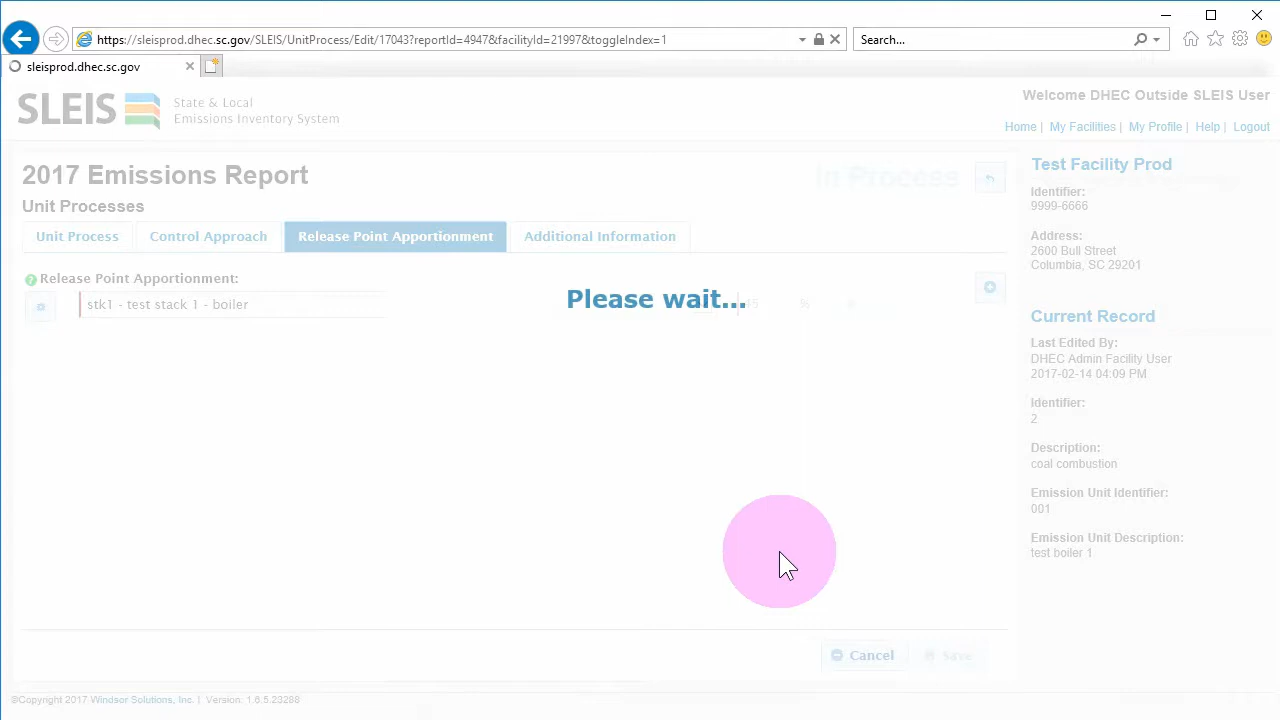 https://sleisprod.dhec.sc.gov/SLEIS/UnitProcess/Edit/17043?reportId=4947&facilityId=21997&toggleIndex=1
Search...
sleisprod.dhec.sc.gov
SLEIS
State & Local
Emissions Inventory System
Welcome DHEC Outside SLEIS User
Home | My Facilities | My Profile | Help | Logout
2017 Emissions Report
In Process
Unit Processes
Unit Process
Control Approach
Release Point Apportionment
Additional Information
Release Point Apportionment:
stk1 - test stack 1 - boiler
%
Please wait...
Cancel
Save
Test Facility Prod
Identifier:
9999-6666
Address:
2600 Bull Street
Columbia, SC 29201
Current Record
Last Edited By:
DHEC Admin Facility User
2017-02-14 04:09 PM
Identifier:
2
Description:
coal combustion
Emission Unit Identifier:
001
Emission Unit Description:
test boiler 1
©Copyright 2017 Windsor Solutions, Inc. | Version: 1.6.5.23288